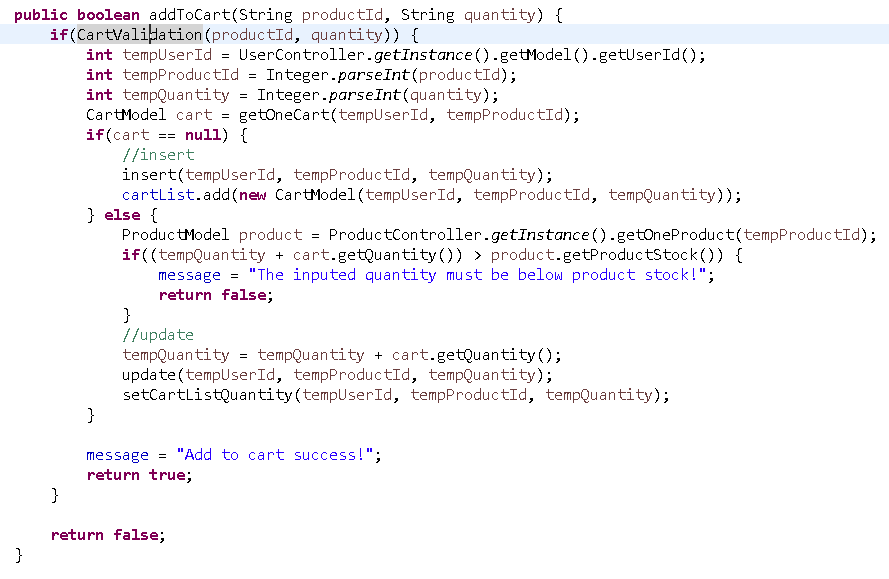 public boolean addToCart(String productId, String quantity) {
if(CartValidation(productId, quantity)) {
int tempUserId = UserController.getInstance().getModel().getUserId();
int tempProductId = Integer.parseInt(productId);
int tempQuantity = Integer.parseInt(quantity);
CartModel cart = getOneCart(tempUserId, tempProductId);
if(cart == null) {
//insert
insert(tempUserId, tempProductId, tempQuantity);
cartList.add(new CartModel(tempUserId, tempProductId, tempQuantity));
} else {
ProductModel product = ProductController.getInstance().getOneProduct(tempProductId);
if((tempQuantity + cart.getQuantity()) > product.getProductStock()) {
message = "The inputed quantity must be below product stock!";
return false;
}
//update
tempQuantity = tempQuantity + cart.getQuantity();
update(tempUserId, tempProductId, tempQuantity);
setCartListQuantity(tempUserId, tempProductId, tempQuantity);
}
message = "Add to cart success!";
return true;
}
return false;
}